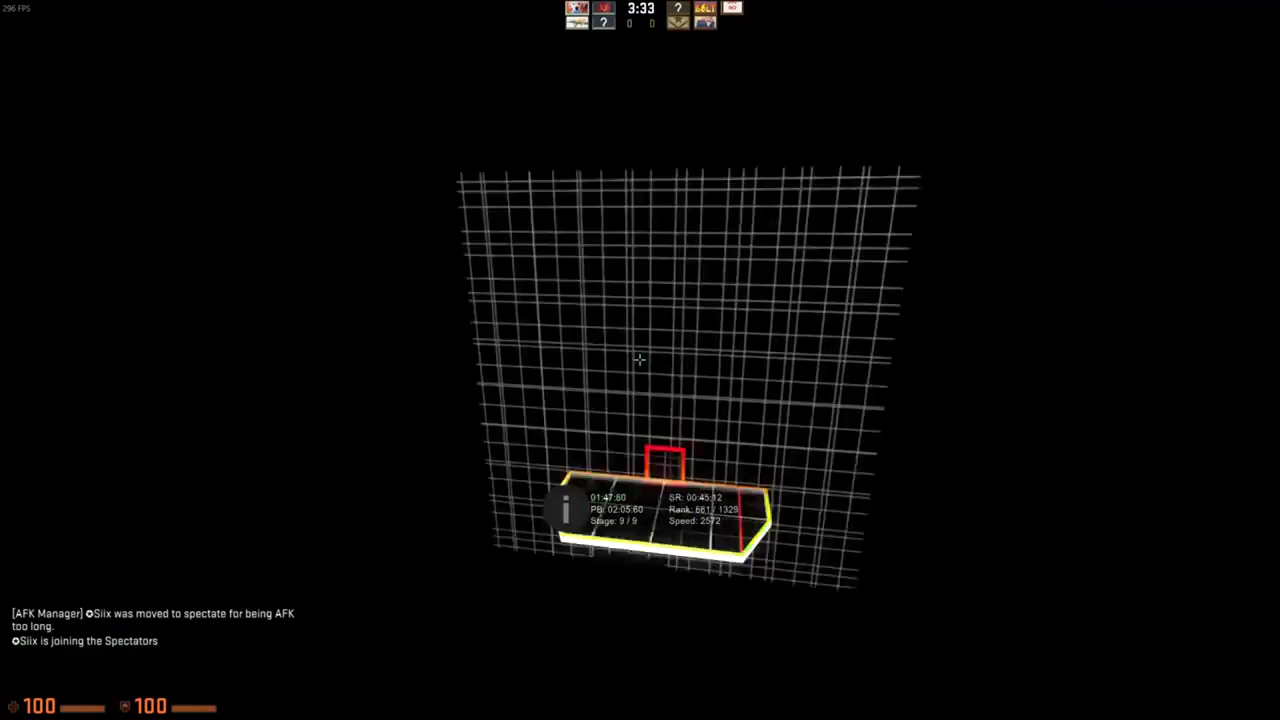 296 FPS
3:33
?
NO
?
0 0
01:47:80 SR: 00:45:12
PB: 02:05:60 Rank: 661 / 1329
Stage: 9 / 9 Speed: 2572
[AFK Manager] ✪Siix was moved to spectate for being AFK
too long.
✪Siix is joining the Spectators
100 100